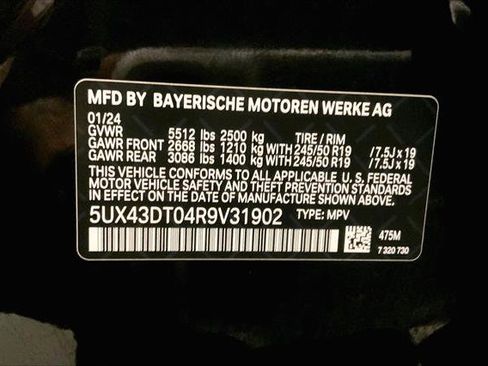 MFD BY BAYERISCHE MOTOREN WERKE AG
01/24
GVWR 5512 lbs 2500 kg TIRE / RIM
GAWR FRONT 2668 lbs 1210 kg WITH 245/50 R19 /7.5J x 19
GAWR REAR 3086 lbs 1400 kg WITH 245/50 R19 /7.5J x 19
THIS VEHICLE CONFORMS TO ALL APPLICABLE U.S. FEDERAL
MOTOR VEHICLE SAFETY AND THEFT PREVENTION STANDARDS
IN EFFECT ON THE DATE OF MANUFACTURE SHOWN ABOVE.
5UX43DT04R9V31902 TYPE: MPV
475M
7 320 730